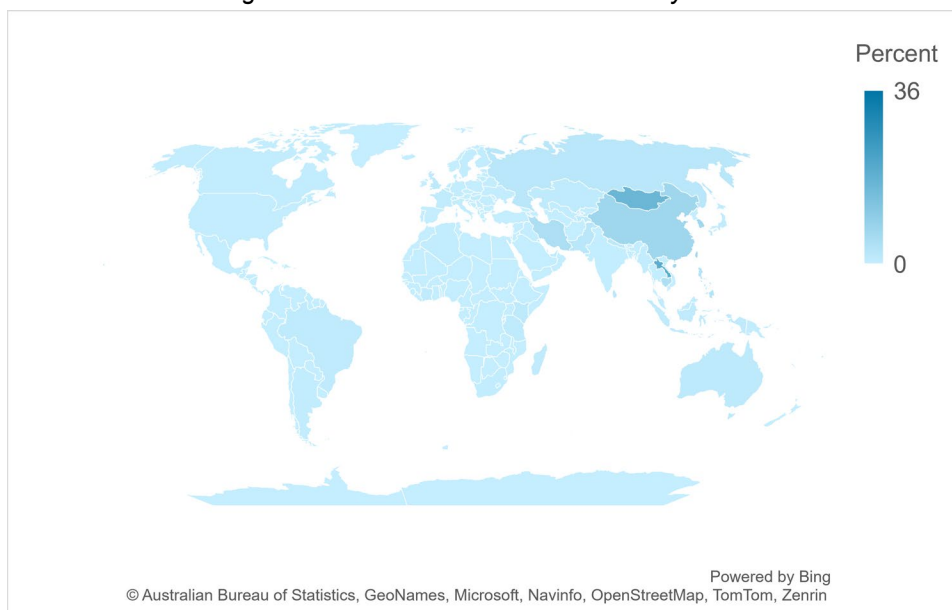 Percent
36
0
Powered by Bing
© Australian Bureau of Statistics, GeoNames, Microsoft, Navinfo, OpenStreetMap, TomTom, Zenrin